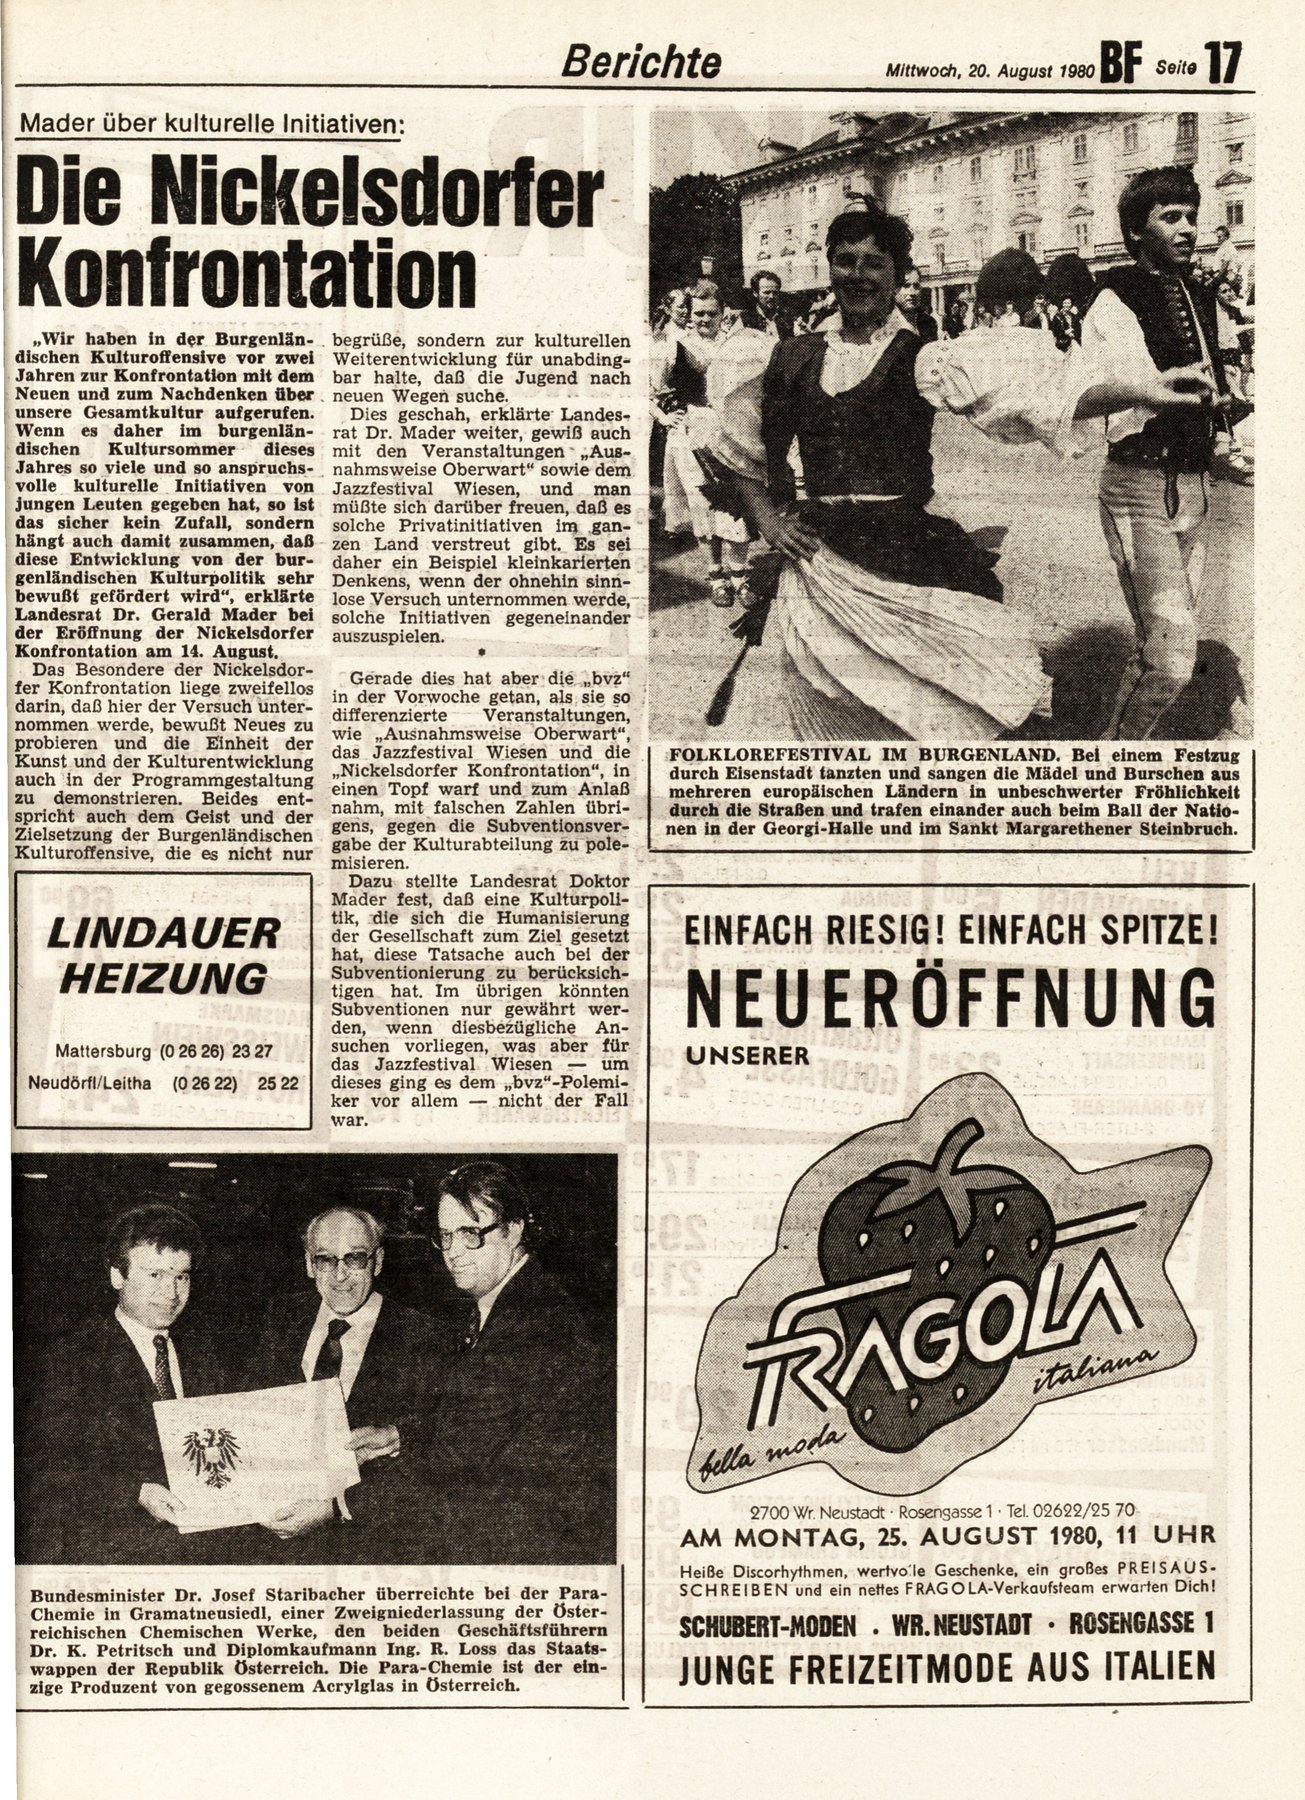 Berichte
Mittwoch, 20. August 1980 BF Seite 17
Mader über kulturelle Initiativen:
Die Nickelsdorfer
Konfrontation
„Wir haben in der Burgenlän-
dischen Kulturoffensive vor zwei
Jahren zur Konfrontation mit dem
Neuen und zum Nachdenken über
unsere Gesamtkultur aufgerufen.
Wenn es daher im burgenlän-
dischen Kultursommer dieses
Jahres so viele und so anspruchs-
volle kulturelle Initiativen von
jungen Leuten gegeben hat, so ist
das sicher kein Zufall, sondern
hängt auch damit zusammen, daß
diese Entwicklung von der bur-
genländischen Kulturpolitik sehr
bewußt gefördert wird“, erklärte
Landesrat Dr. Gerald Mader bei
der Eröffnung der Nickelsdorfer
Konfrontation am 14. August.
Das Besondere der Nickelsdor-
fer Konfrontation liege zweifellos
darin, daß hier der Versuch unter-
nommen werde, bewußt Neues zu
probieren und die Einheit der
Kunst und der Kulturentwicklung
auch in der Programmgestaltung
zu demonstrieren. Beides ent-
spricht auch dem Geist und der
Zielsetzung der Burgenländischen
Kulturoffensive, die es nicht nur
begrüße, sondern zur kulturellen
Weiterentwicklung für unabding-
bar halte, daß die Jugend nach
neuen Wegen suche.
Dies geschah, erklärte Landes-
rat Dr. Mader weiter, gewiß auch
mit den Veranstaltungen „Aus-
nahmsweise Oberwart“ sowie dem
Jazzfestival Wiesen, und man
müßte sich darüber freuen, daß es
solche Privatinitiativen im gan-
zen Land verstreut gibt. Es sei
daher ein Beispiel kleinkarierten
Denkens, wenn der ohnehin sinn-
lose Versuch unternommen werde,
solche Initiativen gegeneinander
auszuspielen.
*
Gerade dies hat aber die „bvz“
in der Vorwoche getan, als sie so
differenzierte Veranstaltungen,
wie „Ausnahmsweise Oberwart“,
das Jazzfestival Wiesen und die
„Nickelsdorfer Konfrontation“, in
einen Topf warf und zum Anlaß
nahm, mit falschen Zahlen übri-
gens, gegen die Subventionsver-
gabe der Kulturabteilung zu pole-
misieren.
Dazu stellte Landesrat Doktor
Mader fest, daß eine Kulturpoli-
tik, die sich die Humanisierung
der Gesellschaft zum Ziel gesetzt
hat, diese Tatsache auch bei der
Subventionierung zu berücksich-
tigen hat. Im übrigen könnten
Subventionen nur gewährt wer-
den, wenn diesbezügliche An-
suchen vorliegen, was aber für
das Jazzfestival Wiesen — um
dieses ging es dem „bvz“-Polemi-
ker vor allem — nicht der Fall
war.
LINDAUER
HEIZUNG
Mattersburg (0 26 26) 23 27
Neudörfl/Leitha (0 26 22) 25 22
Bundesminister Dr. Josef Staribacher überreichte bei der Para-
Chemie in Gramatneusiedl, einer Zweigniederlassung der Öster-
reichischen Chemischen Werke, den beiden Geschäftsführern
Dr. K. Petritsch und Diplomkaufmann Ing. R. Loss das Staats-
wappen der Republik Österreich. Die Para-Chemie ist der ein-
zige Produzent von gegossenem Acrylglas in Österreich.
FOLKLOREFESTIVAL IM BURGENLAND. Bei einem Festzug
durch Eisenstadt tanzten und sangen die Mädel und Burschen aus
mehreren europäischen Ländern in unbeschwerter Fröhlichkeit
durch die Straßen und trafen einander auch beim Ball der Natio-
nen in der Georgi-Halle und im Sankt Margarethener Steinbruch.
EINFACH RIESIG! EINFACH SPITZE!
NEUERÖFFNUNG
UNSERER
FRAGOLA
italiana
bella moda
2700 Wr. Neustadt · Rosengasse 1 · Tel. 02622/25 70
AM MONTAG, 25. AUGUST 1980, 11 UHR
Heiße Discorhythmen, wertvolle Geschenke, ein großes PREISAUS-
SCHREIBEN und ein nettes FRAGOLA-Verkaufsteam erwarten Dich!
SCHUBERT-MODEN . WR. NEUSTADT · ROSENGASSE 1
JUNGE FREIZEITMODE AUS ITALIEN